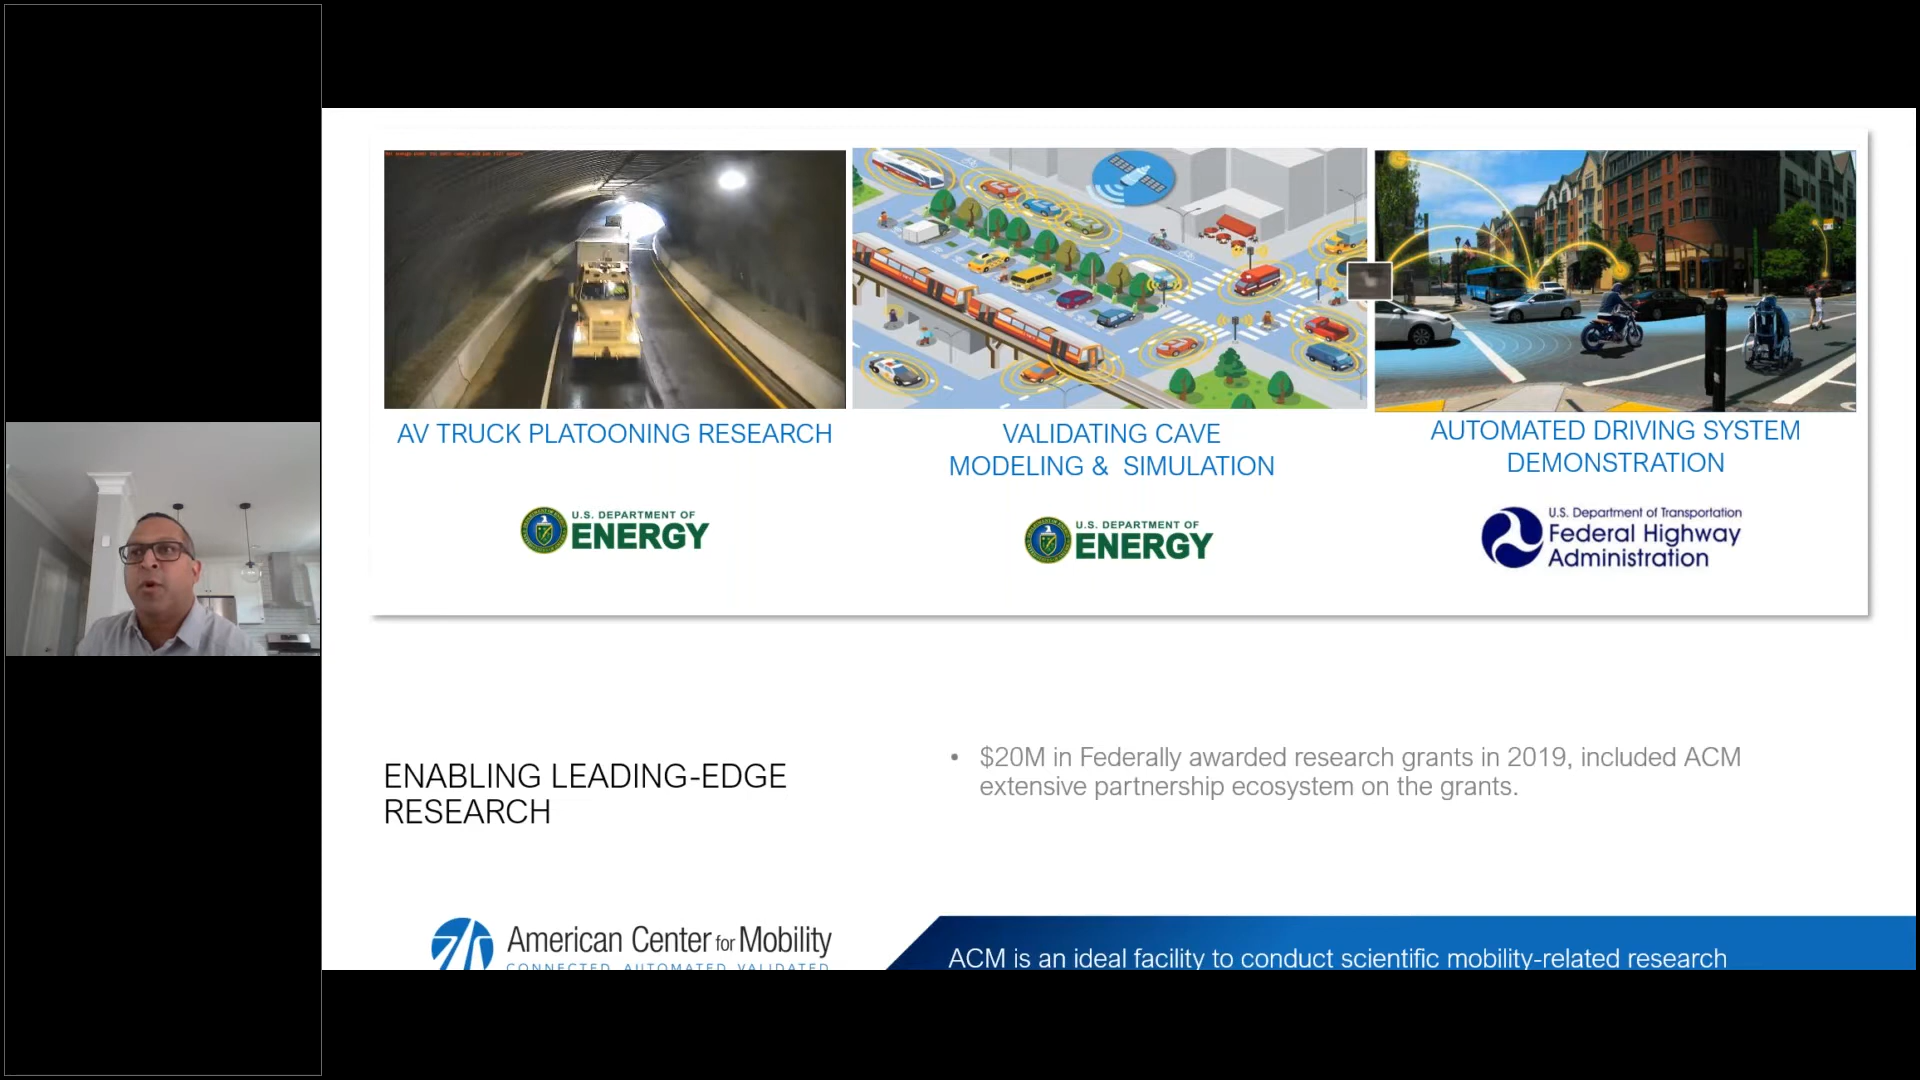 AV TRUCK PLATOONING RESEARCH
VALIDATING CAVE
MODELING & SIMULATION
AUTOMATED DRIVING SYSTEM
DEMONSTRATION
U.S. DEPARTMENT OF
ENERGY
U.S. DEPARTMENT OF
ENERGY
U.S. Department of Transportation
Federal Highway
Administration
ENABLING LEADING-EDGE
RESEARCH
• $20M in Federally awarded research grants in 2019, included ACM
extensive partnership ecosystem on the grants.
American Center for Mobility
CONNECTED. AUTOMATED. VALIDATED
ACM is an ideal facility to conduct scientific mobility-related research